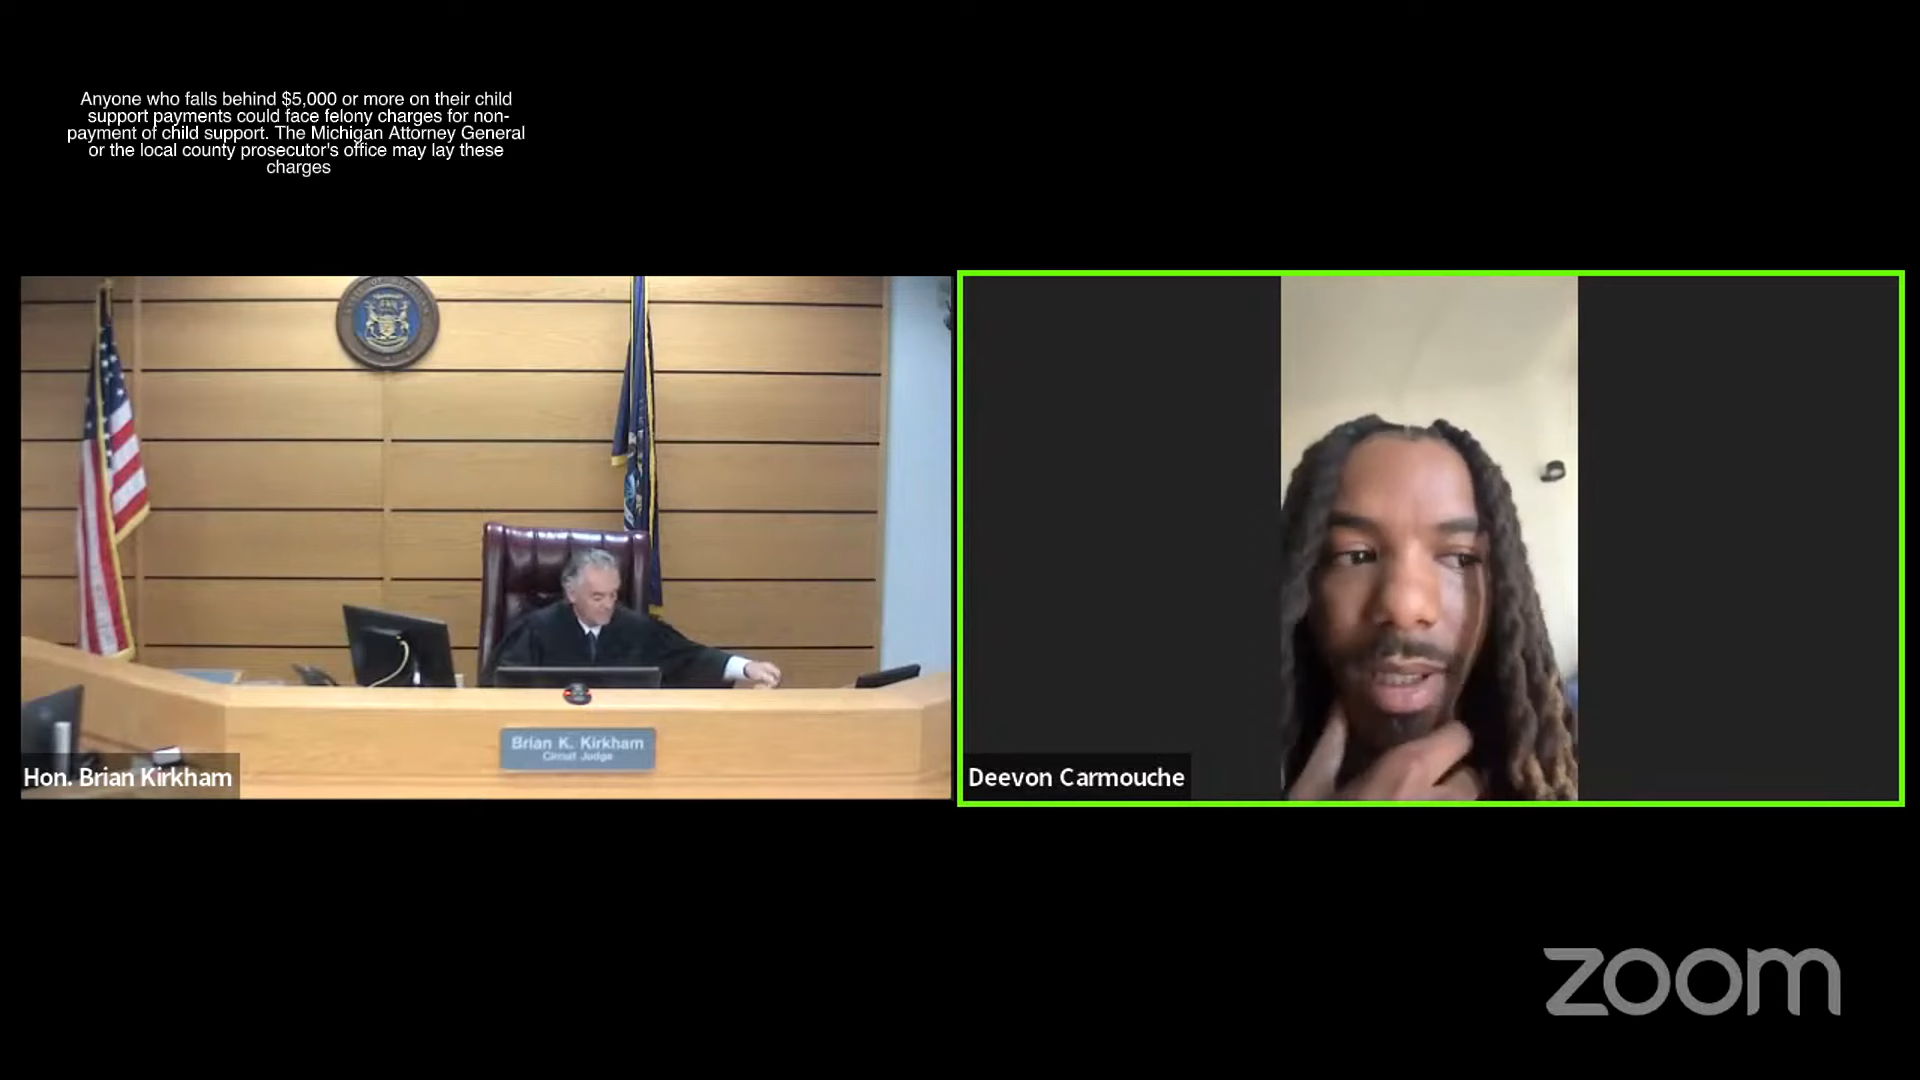 Anyone who falls behind $5,000 or more on their child
support payments could face felony charges for non-
payment of child support. The Michigan Attorney General
or the local county prosecutor's office may lay these
charges
Brian K. Kirkham
Circuit Judge
Hon. Brian Kirkham
Deevon Carmouche
zoom